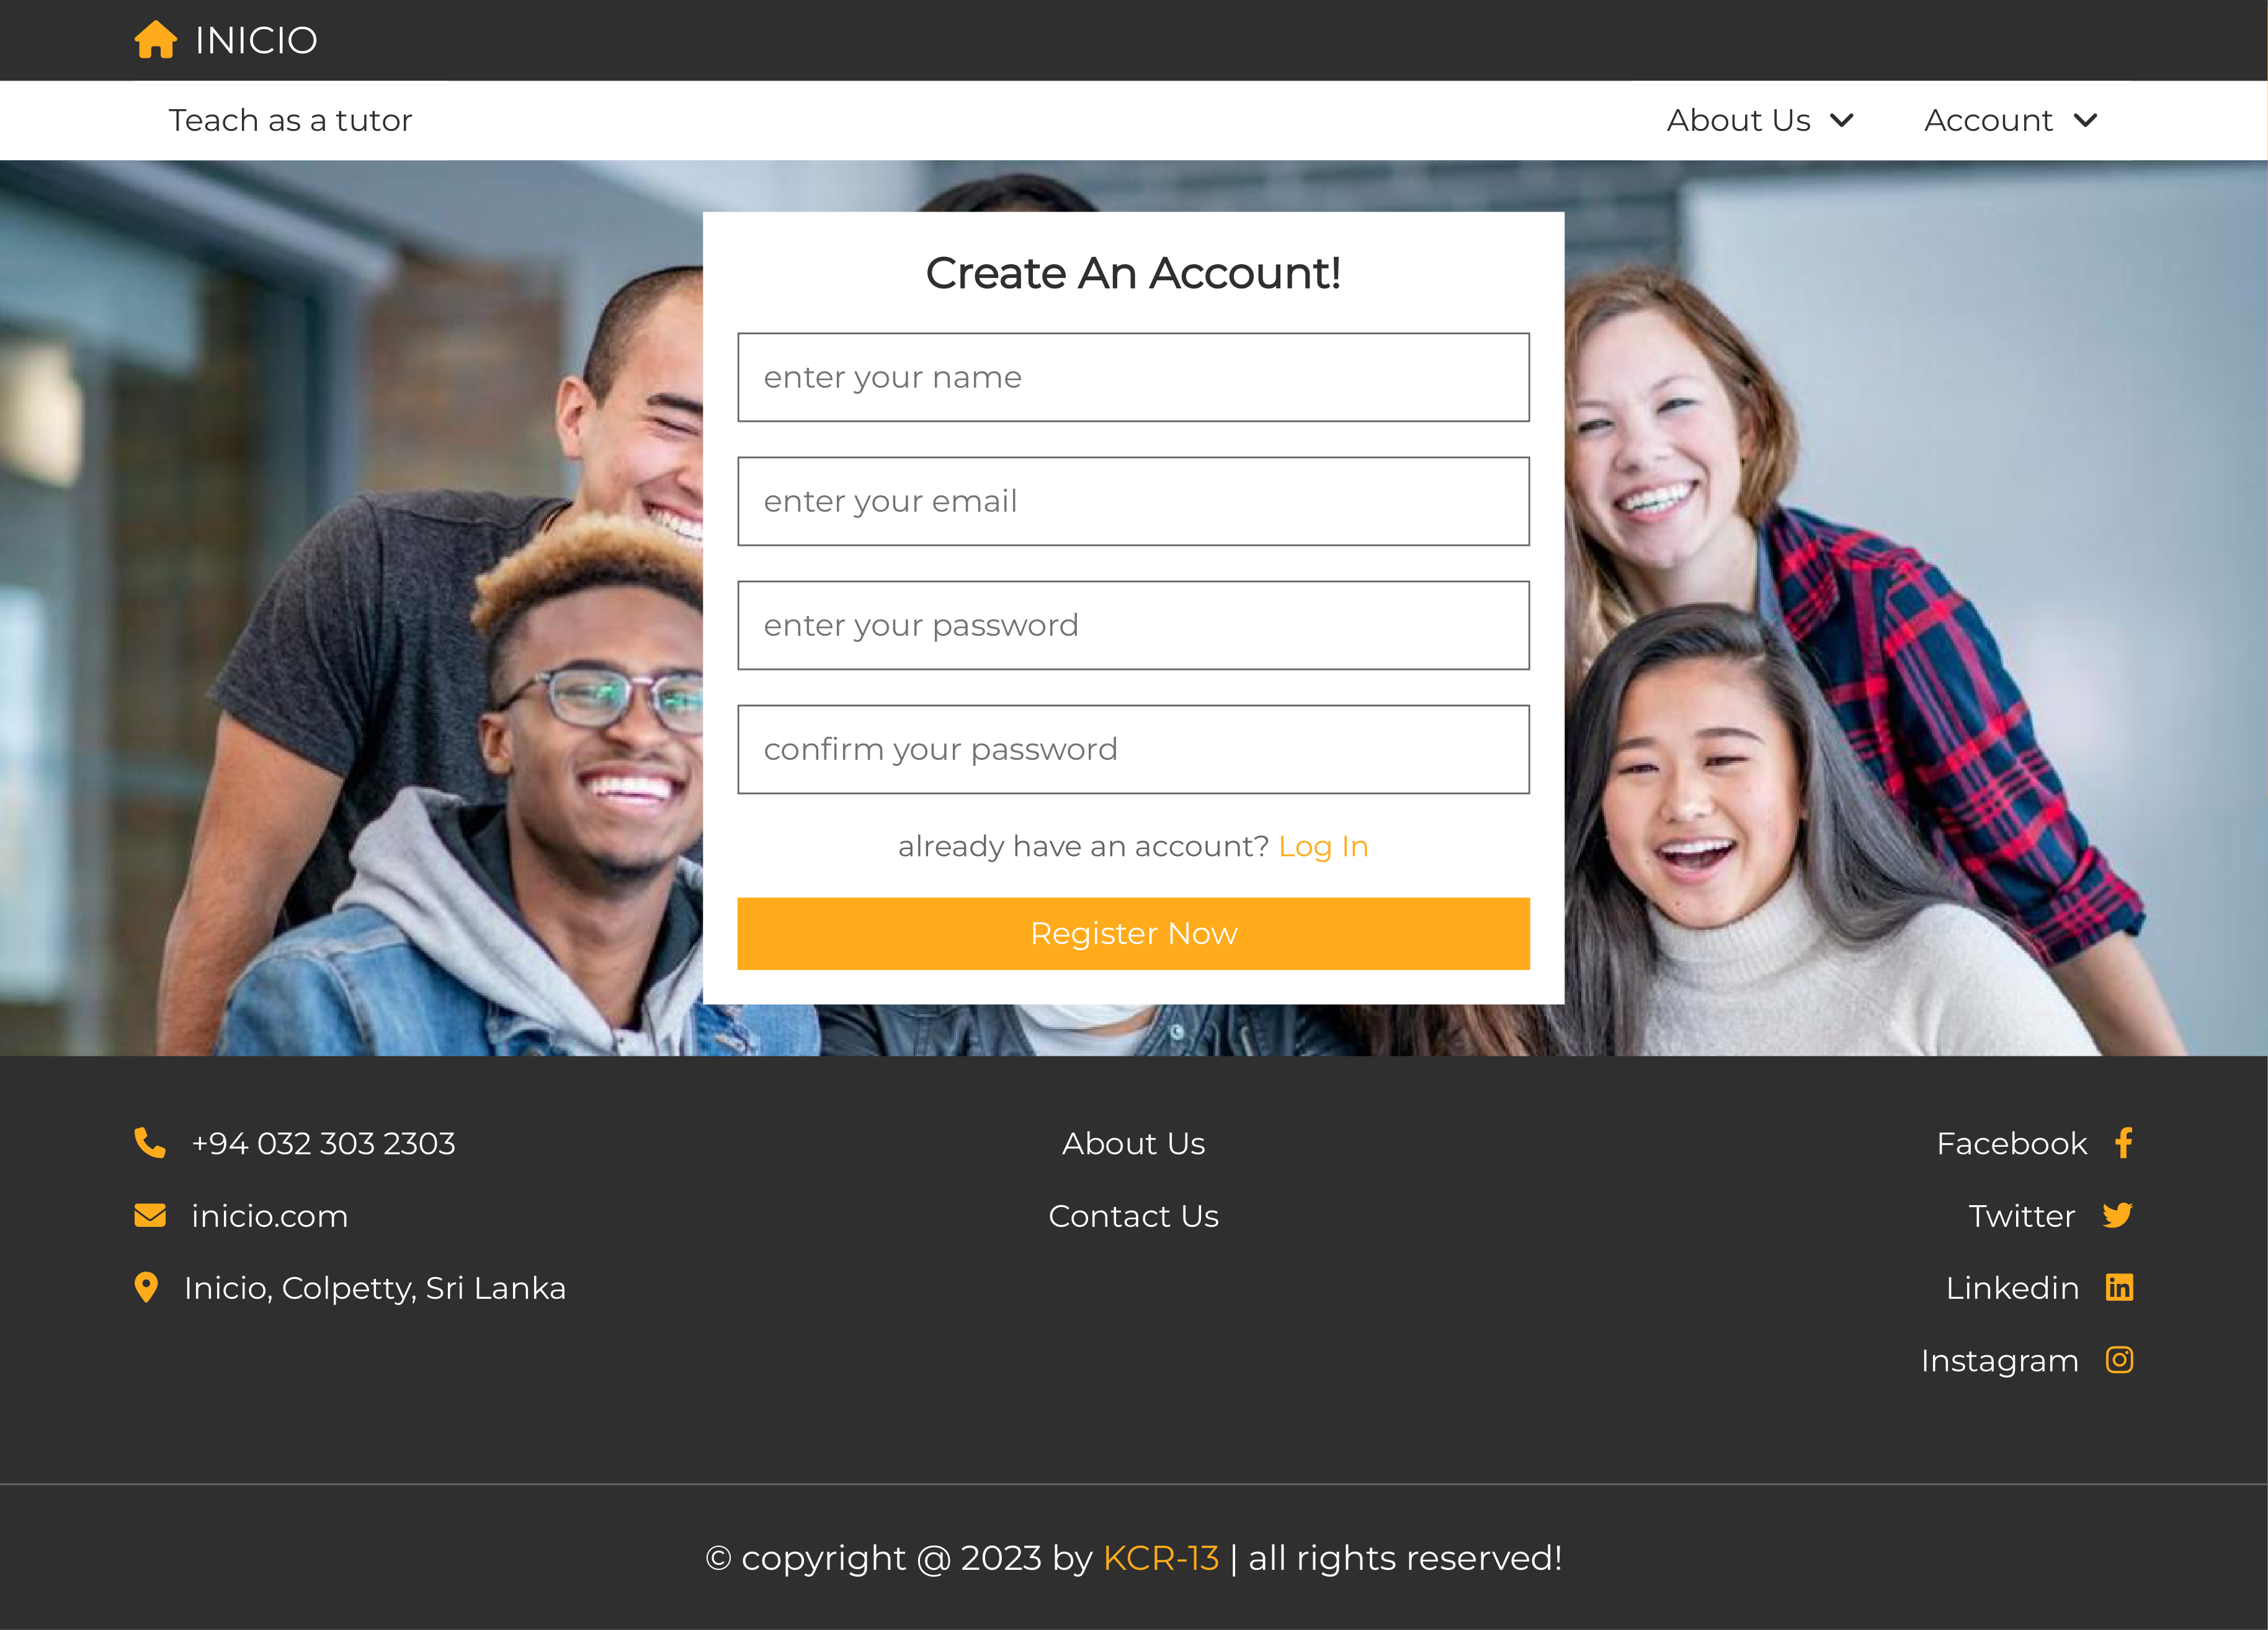 INICIO
Teach as a tutor
About Us
Account
Create An Account!
enter your name
enter your email
enter your password
confirm your password
already have an account? Log In
Register Now
+94 032 303 2303
inicio.com
Inicio, Colpetty, Sri Lanka
About Us
Contact Us
Facebook
Twitter
Linkedin
Instagram
© copyright @ 2023 by KCR-13 | all rights reserved!